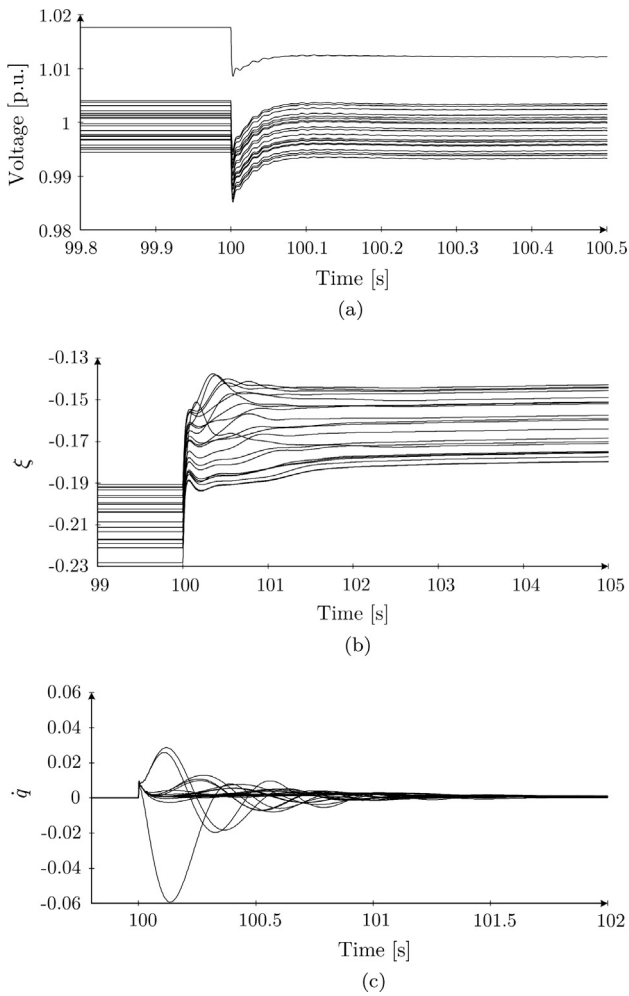 1.02
1.01
1
0.99
0.98
Voltage [p.u.]
99.8 99.9 100 100.1 100.2 100.3 100.4 100.5
Time [s]
(a)
-0.13
-0.15
-0.17
-0.19
-0.21
-0.23
ξ
99 100 101 102 103 104 105
Time [s]
(b)
0.06
0.04
0.02
0
-0.02
-0.04
-0.06
q̇
100 100.5 101 101.5 102
Time [s]
(c)